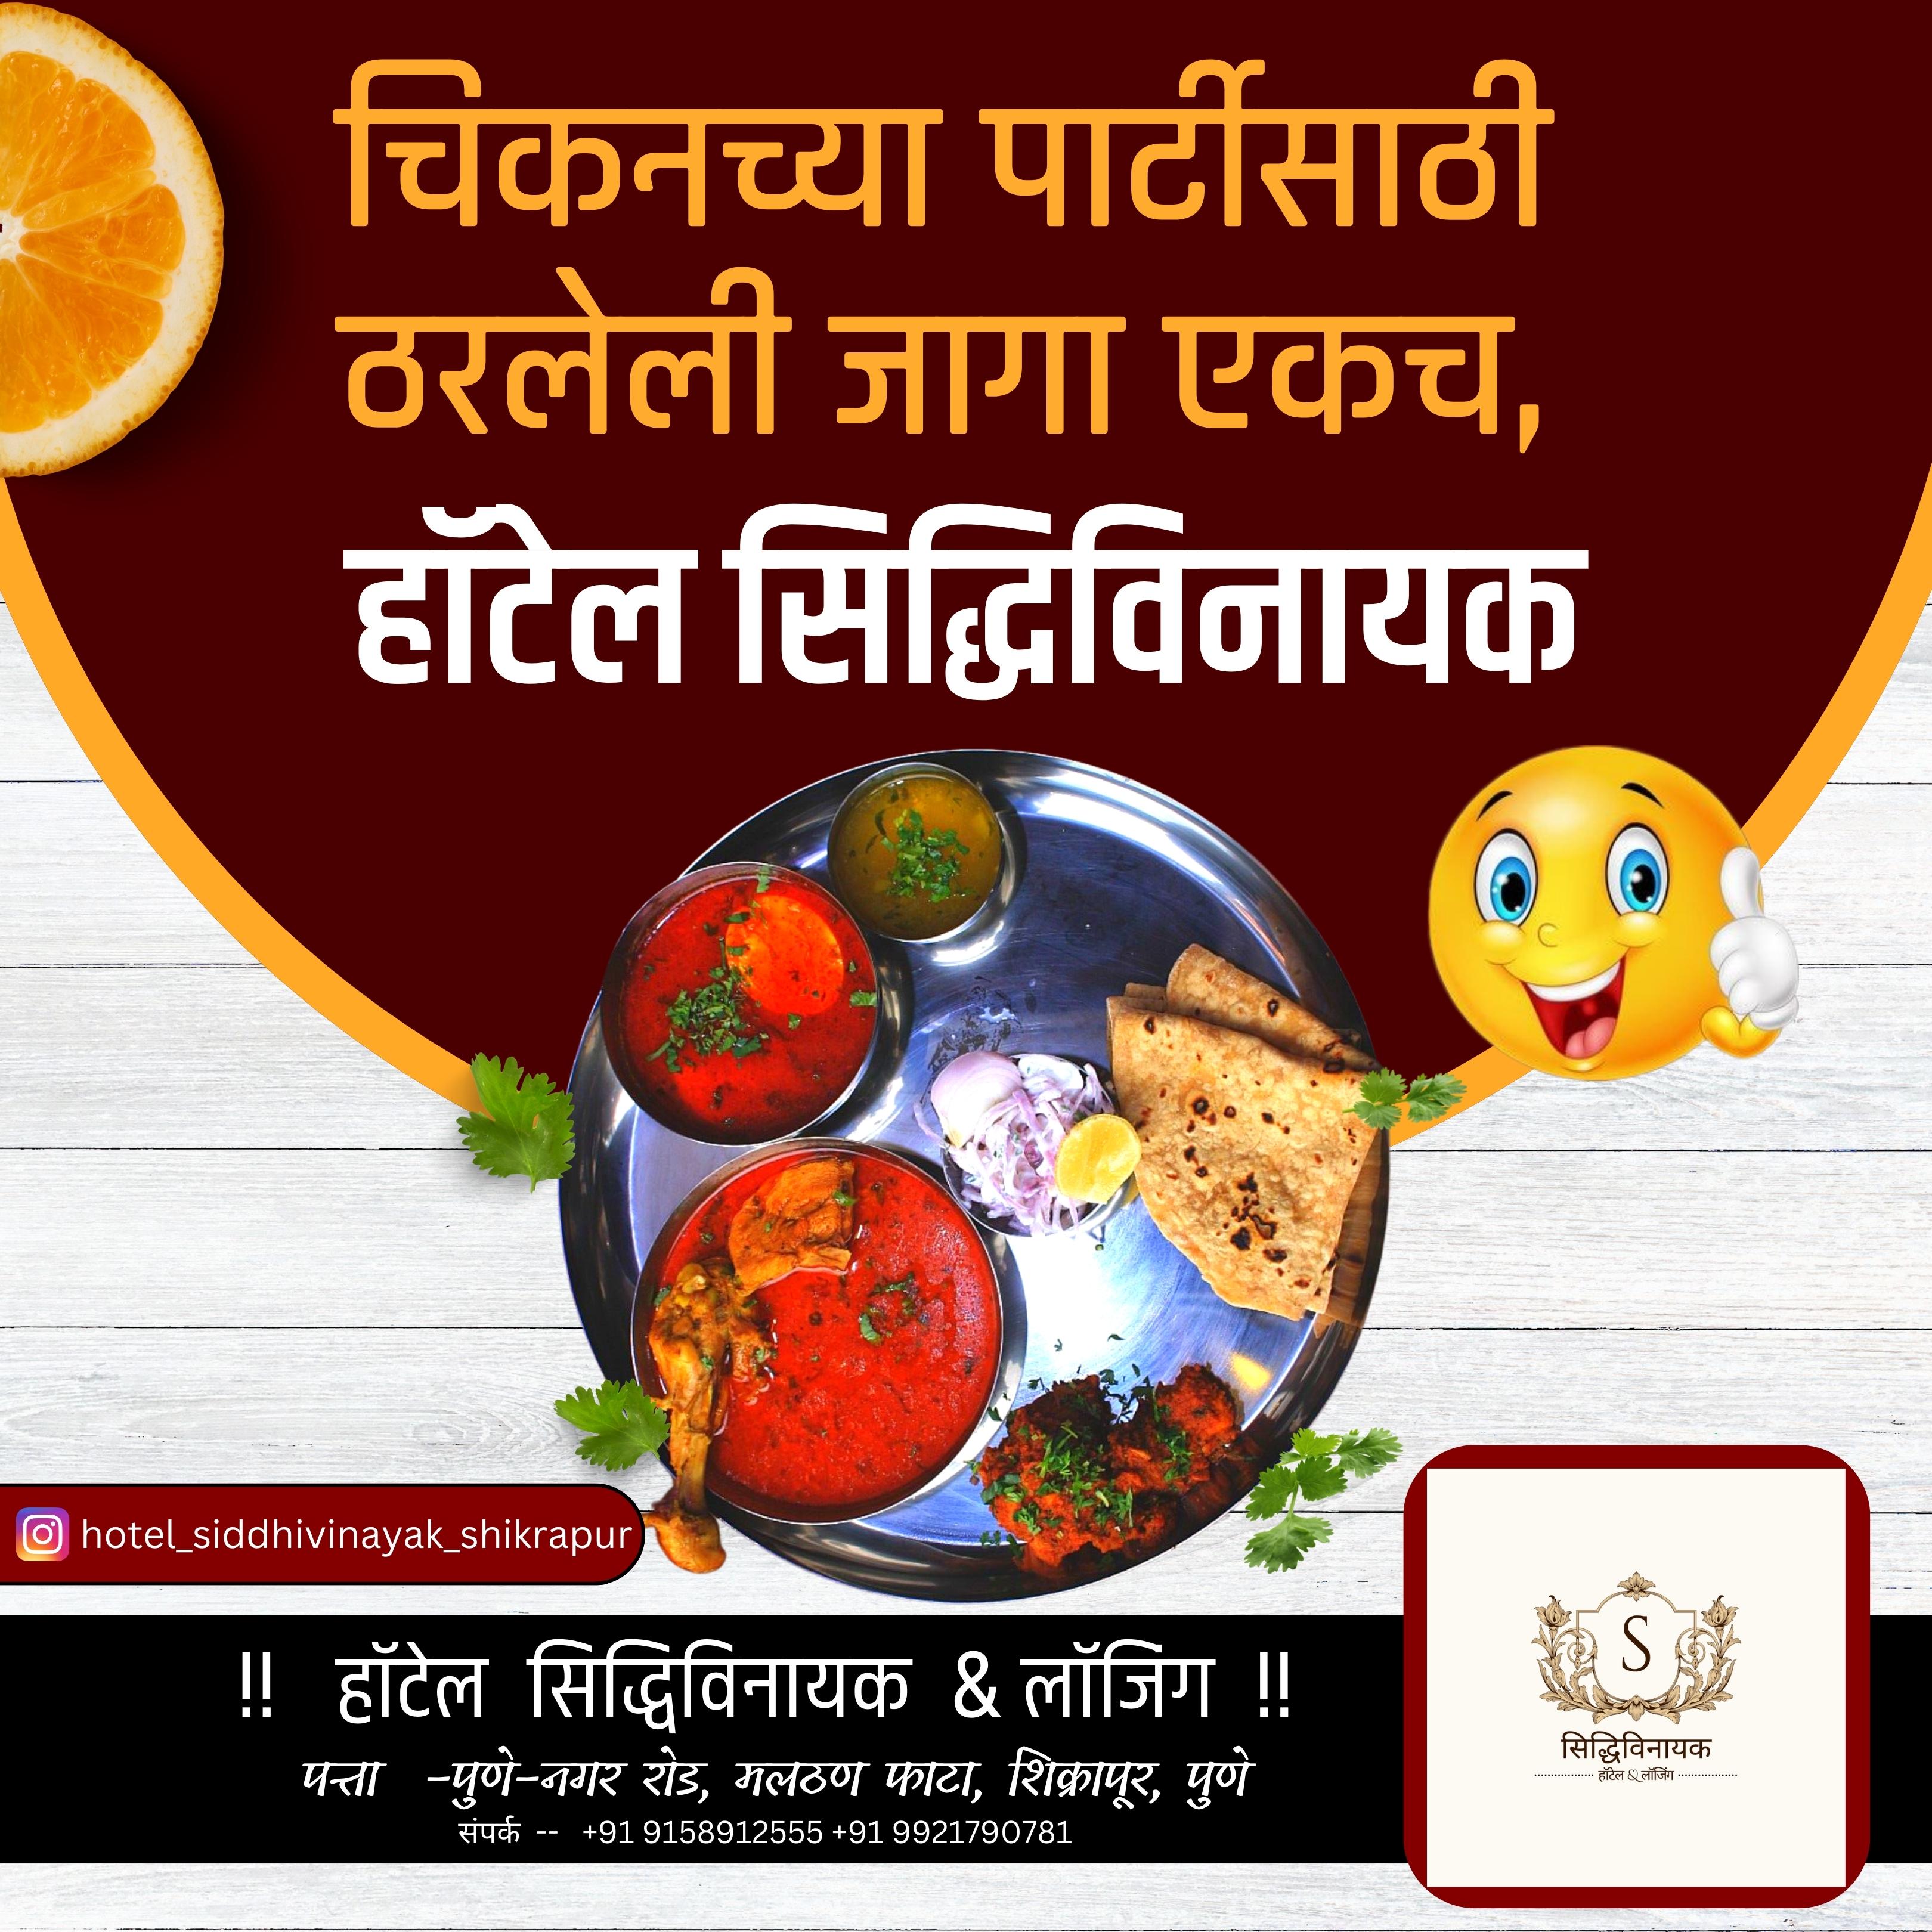 चिकनच्या पार्टीसाठी
ठरलेली जागा एकच,
हॉटेल सिद्धिविनायक
hotel_siddhivinayak_shikrapur
!! हॉटेल सिद्धिविनायक & लॉजिंग !!
पत्ता -पुणे-नगर रोड, मलठण फाटा, शिक्रापूर, पुणे
संपर्क -- +91 9158912555 +91 9921790781
S
सिद्धिविनायक
हॉटेल & लॉजिंग